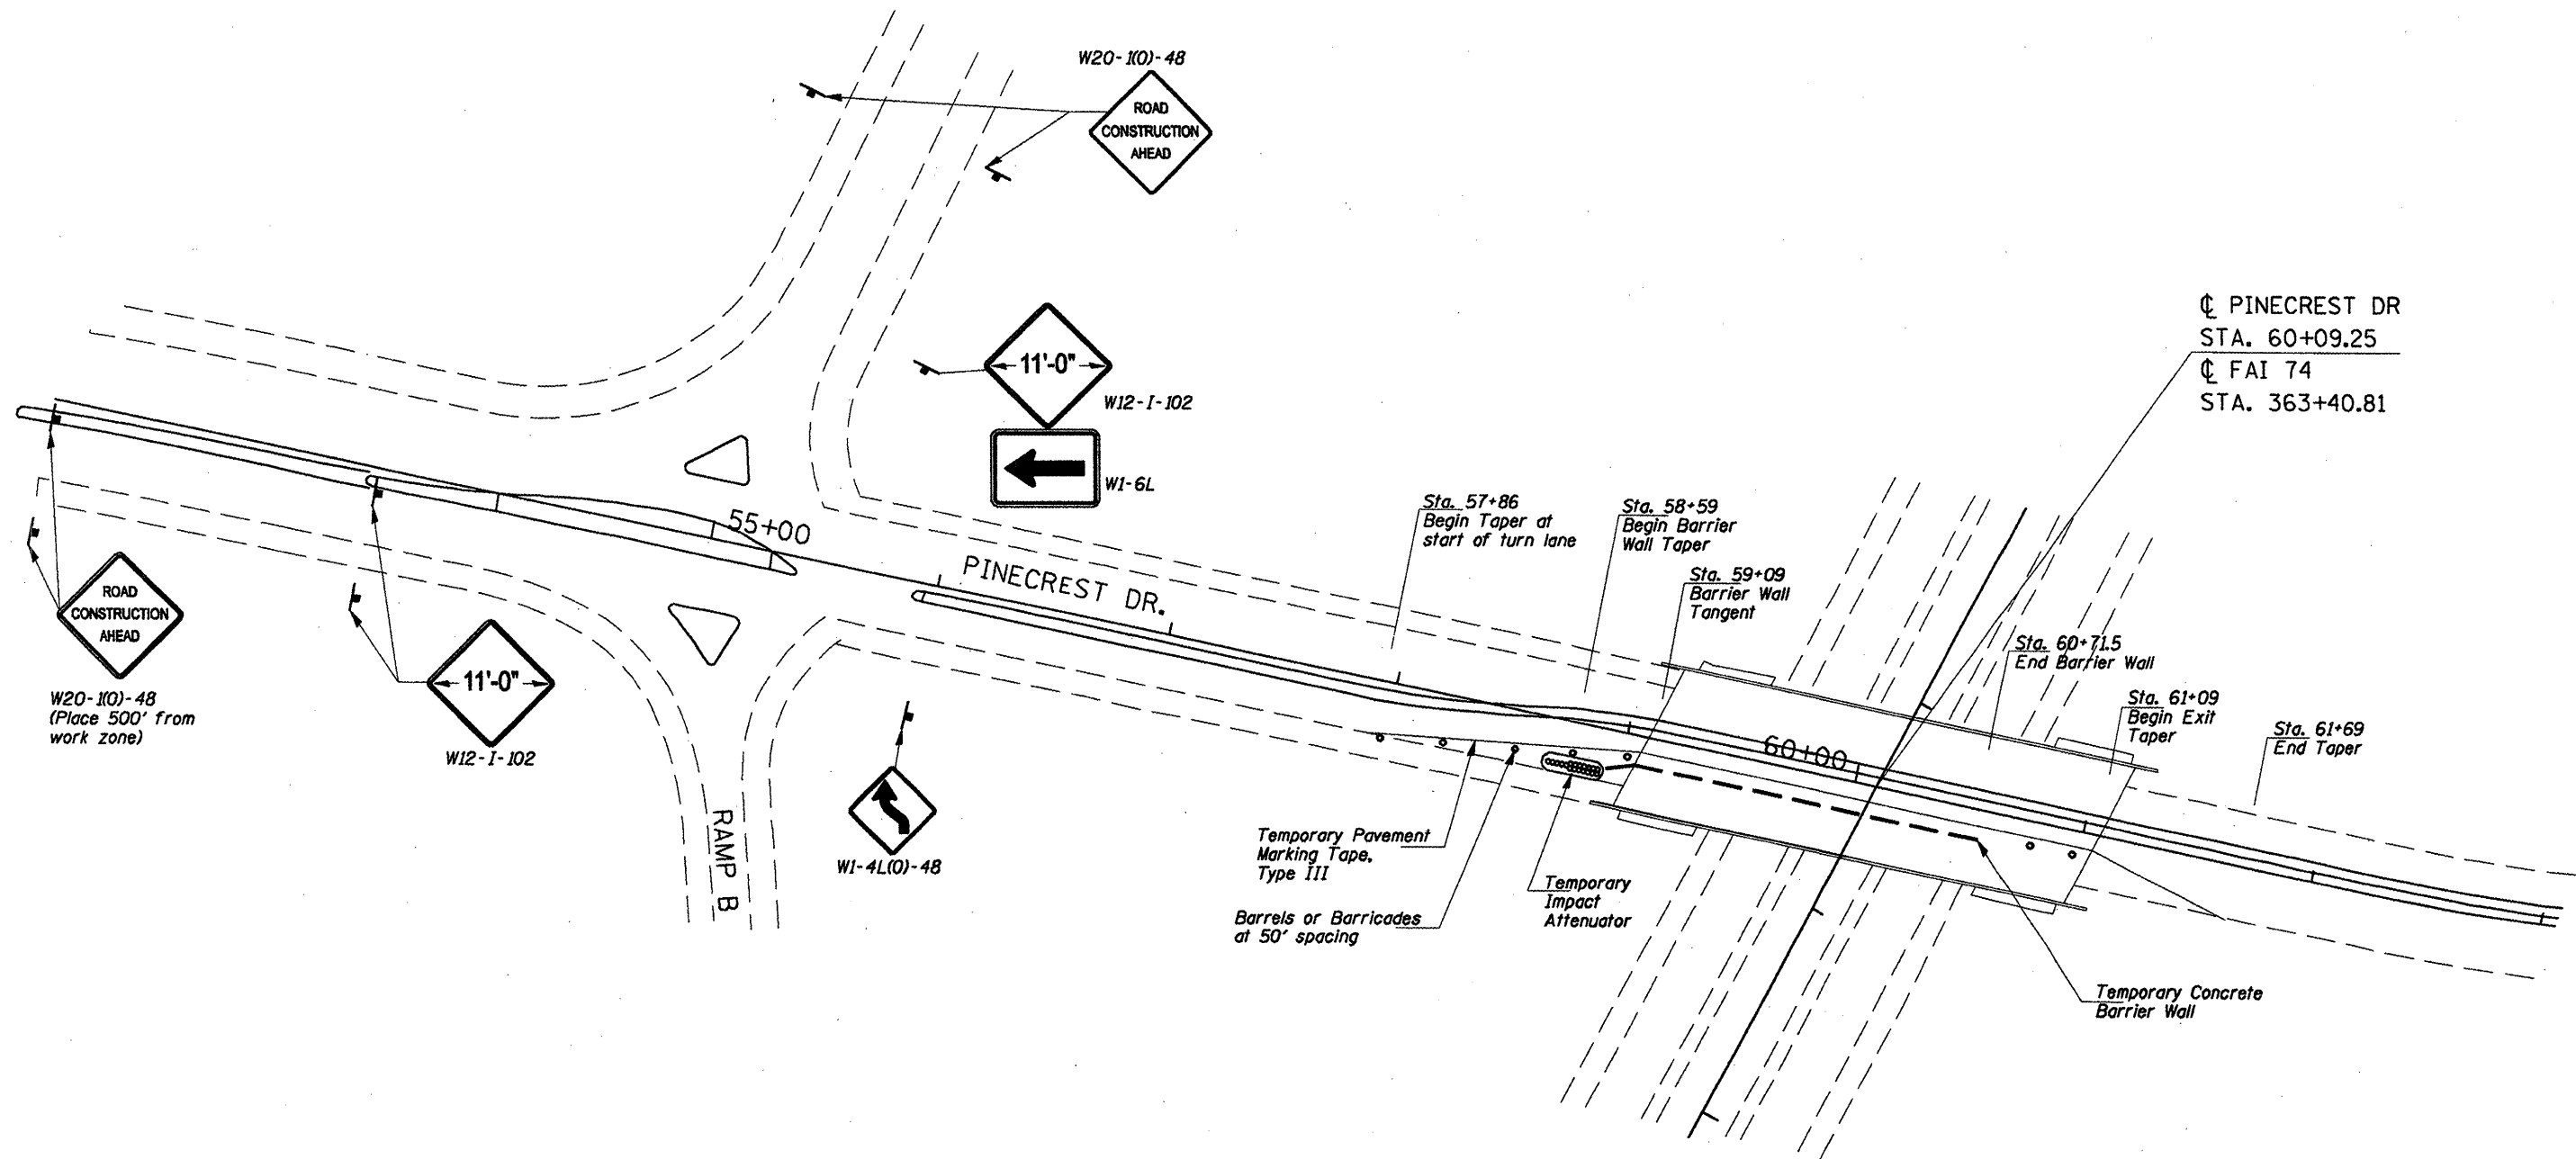 W20-1(O)-48
ROAD
CONSTRUCTION
AHEAD
11'-0"
W12-I-102
W1-6L
℄ PINECREST DR
STA. 60+09.25
℄ FAI 74
STA. 363+40.81
55+00
PINECREST DR.
Sta. 57+86
Begin Taper at
start of turn lane
Sta. 58+59
Begin Barrier
Wall Taper
Sta. 59+09
Barrier Wall
Tangent
Sta. 60+71.5
End Barrier Wall
Sta. 61+09
Begin Exit
Taper
Sta. 61+69
End Taper
60+00
ROAD
CONSTRUCTION
AHEAD
W20-1(O)-48
(Place 500' from
work zone)
11'-0"
W12-I-102
RAMP B
W1-4L(O)-48
Temporary Pavement
Marking Tape,
Type III
Barrels or Barricades
at 50' spacing
Temporary
Impact
Attenuator
Temporary Concrete
Barrier Wall